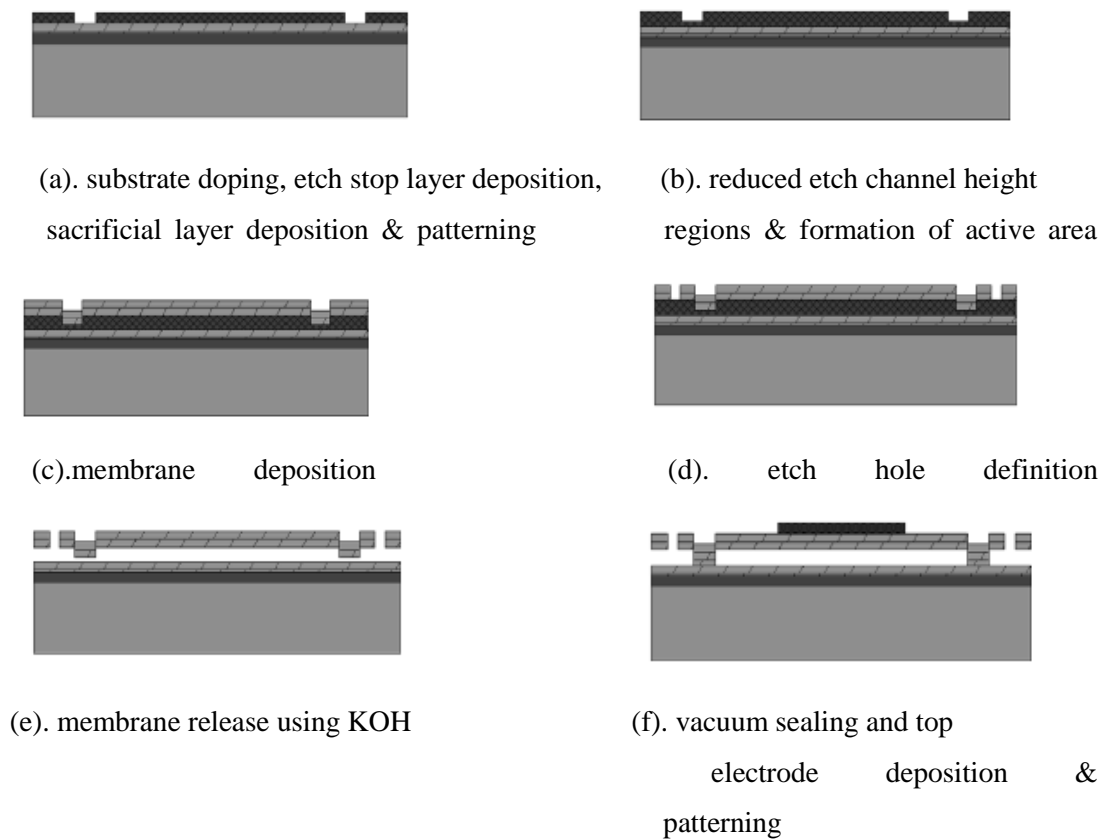 (a). substrate doping, etch stop layer deposition,
sacrificial layer deposition & patterning
(b). reduced etch channel height
regions & formation of active area
(c).membrane deposition
(d). etch hole definition
(e). membrane release using KOH
(f). vacuum sealing and top
electrode deposition &
patterning